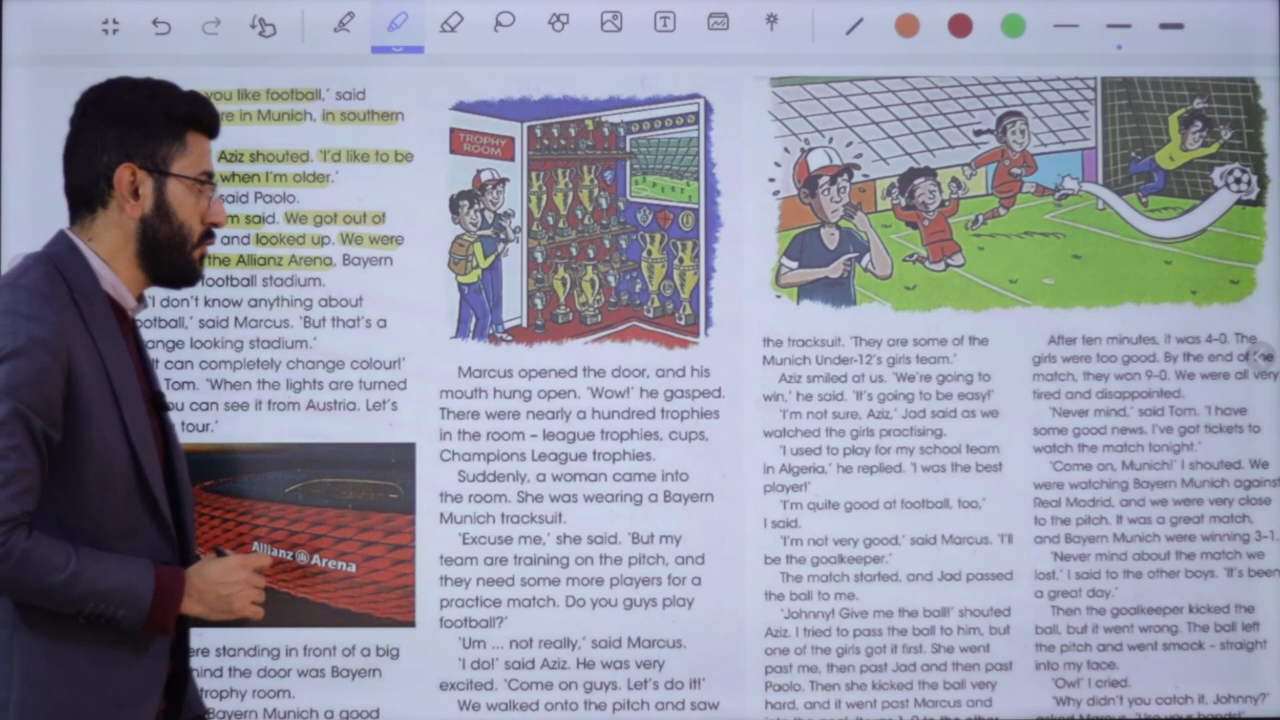 you like football,' said
re in Munich, in southern
Aziz shouted. 'I'd like to be
when I'm older.'
said Paolo.
m said. We got out of
and looked up. We were
the Allianz Arena, Bayern
football stadium.
'I don't know anything about
ootball,' said Marcus. 'But that's a
ange looking stadium.'
It can completely change colour!'
Tom. 'When the lights are turned
ou can see it from Austria. Let's
tour.'
Allianz Arena
ere standing in front of a big
hind the door was Bayern
trophy room.
Bayern Munich a good
TROPHY
ROOM
Marcus opened the door, and his
mouth hung open. 'Wow!' he gasped.
There were nearly a hundred trophies
in the room – league trophies, cups,
Champions League trophies.
Suddenly, a woman came into
the room. She was wearing a Bayern
Munich tracksuit.
'Excuse me,' she said. 'But my
team are training on the pitch, and
they need some more players for a
practice match. Do you guys play
football?'
'Um ... not really,' said Marcus.
'I do!' said Aziz. He was very
excited. 'Come on guys. Let's do it!'
We walked onto the pitch and saw
the tracksuit. 'They are some of the
Munich Under-12's girls team.'
Aziz smiled at us. 'We're going to
win,' he said. 'It's going to be easy!'
'I'm not sure, Aziz,' Jad said as we
watched the girls practising.
'I used to play for my school team
in Algeria,' he replied. 'I was the best
player!'
'I'm quite good at football, too,'
I said.
'I'm not very good,' said Marcus. 'I'll
be the goalkeeper.'
The match started, and Jad passed
the ball to me.
'Johnny! Give me the ball!' shouted
Aziz. I tried to pass the ball to him, but
one of the girls got it first. She went
past me, then past Jad and then past
Paolo. Then she kicked the ball very
hard, and it went past Marcus and
After ten minutes, it was 4–0. The
girls were too good. By the end of the
match, they won 9–0. We were all very
tired and disappointed.
'Never mind,' said Tom. 'I have
some good news. I've got tickets to
watch the match tonight.'
'Come on, Munich!' I shouted. We
were watching Bayern Munich against
Real Madrid, and we were very close
to the pitch. It was a great match,
and Bayern Munich were winning 3–1.
'Never mind about the match we
lost,' I said to the other boys. 'It's been
a great day.'
Then the goalkeeper kicked the
ball, but it went wrong. The ball left
the pitch and went smack – straight
into my face.
'Ow!' I cried.
'Why didn't you catch it, Johnny?'